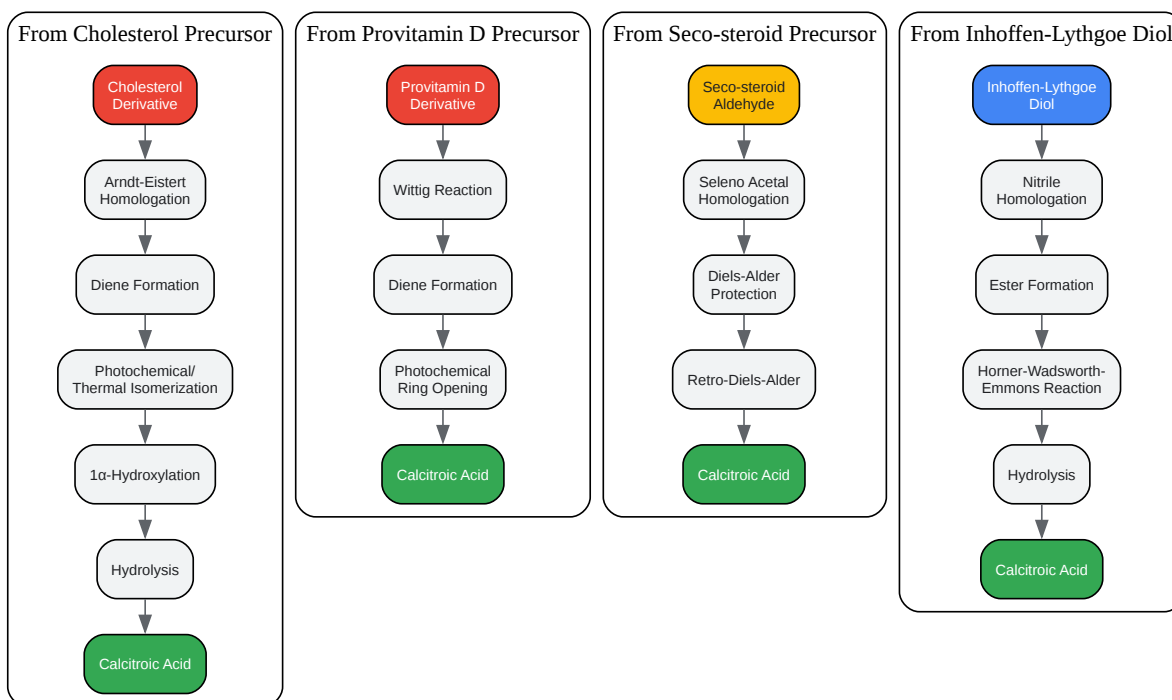 From Cholesterol Precursor
Cholesterol
Derivative
Arndt-Eistert
Homologation
Diene Formation
Photochemical/
Thermal Isomerization
1α-Hydroxylation
Hydrolysis
Calcitroic Acid
From Provitamin D Precursor
Provitamin D
Derivative
Wittig Reaction
Diene Formation
Photochemical
Ring Opening
Calcitroic Acid
From Seco-steroid Precursor
Seco-steroid
Aldehyde
Seleno Acetal
Homologation
Diels-Alder
Protection
Retro-Diels-Alder
Calcitroic Acid
From Inhoffen-Lythgoe Diol
Inhoffen-Lythgoe
Diol
Nitrile
Homologation
Ester Formation
Horner-Wadsworth-
Emmons Reaction
Hydrolysis
Calcitroic Acid